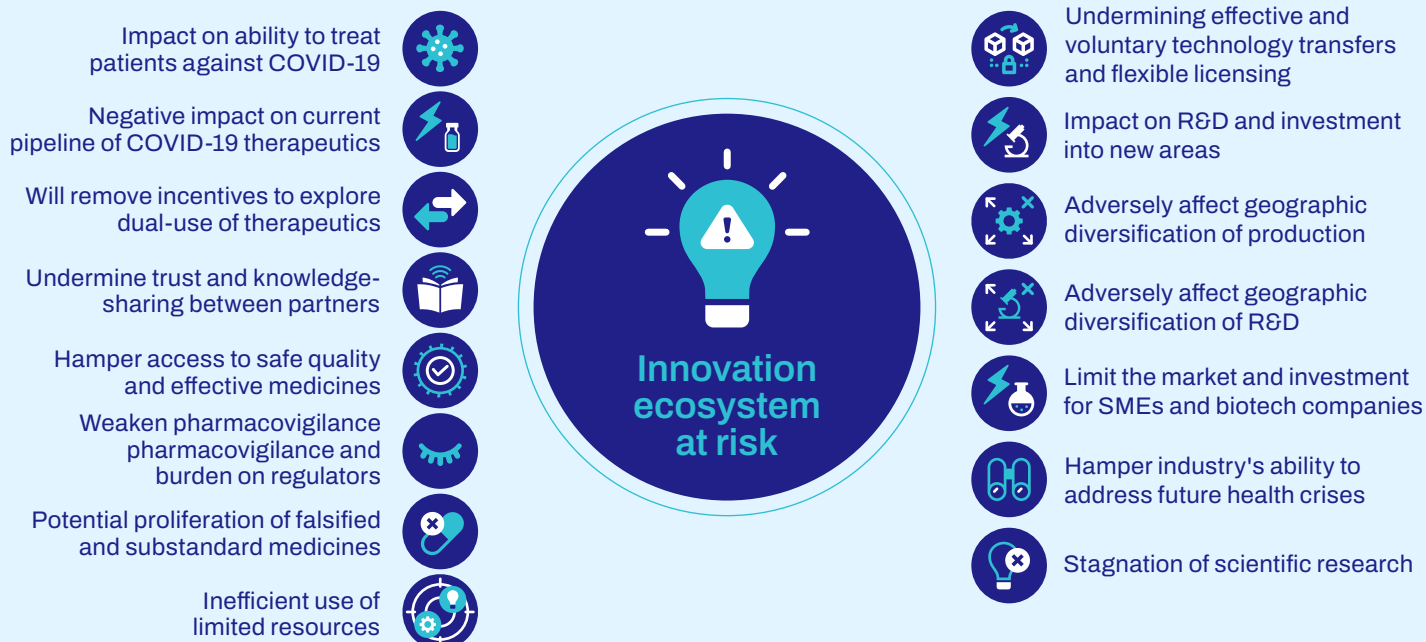 Impact on ability to treat
patients against COVID-19
Negative impact on current
pipeline of COVID-19 therapeutics
Will remove incentives to explore
dual-use of therapeutics
Undermine trust and knowledge-
sharing between partners
Hamper access to safe quality
and effective medicines
Weaken pharmacovigilance
pharmacovigilance and
burden on regulators
Potential proliferation of falsified
and substandard medicines
Inefficient use of
limited resources
Innovation
ecosystem
at risk
Undermining effective and
voluntary technology transfers
and flexible licensing
Impact on R&D and investment
into new areas
Adversely affect geographic
diversification of production
Adversely affect geographic
diversification of R&D
Limit the market and investment
for SMEs and biotech companies
Hamper industry's ability to
address future health crises
Stagnation of scientific research